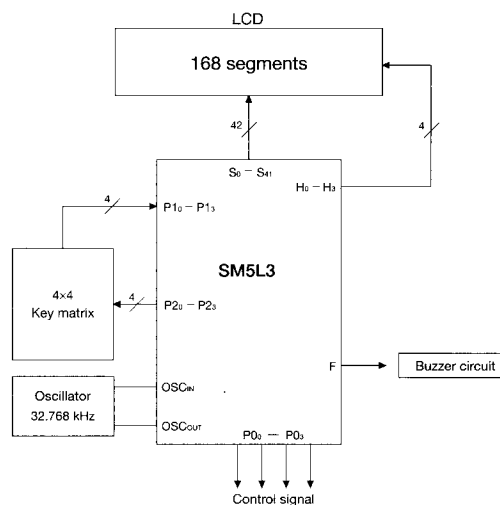 LCD
168 segments
42
4
S0 – S41
H0 – H3
4
P10 – P13
SM5L3
4×4
Key matrix
4
P20 – P23
F
Buzzer circuit
Oscillator
32.768 kHz
OSCIN
OSCOUT
P00 — P03
Control signal